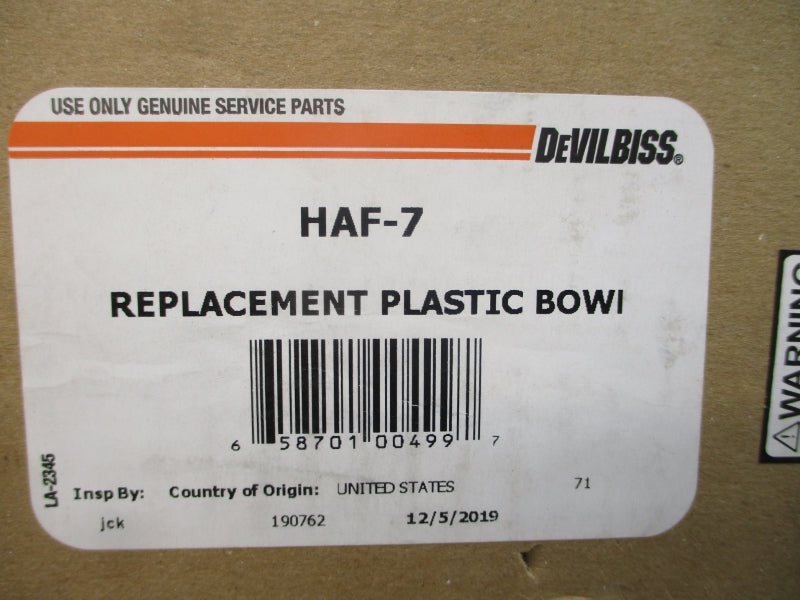 USE ONLY GENUINE SERVICE PARTS
DEVILBISS®
HAF-7
REPLACEMENT PLASTIC BOWl
6 58701 00499 7
LA-2345
Insp By: Country of Origin: UNITED STATES 71
jck 190762 12/5/2019
⚠WARNING